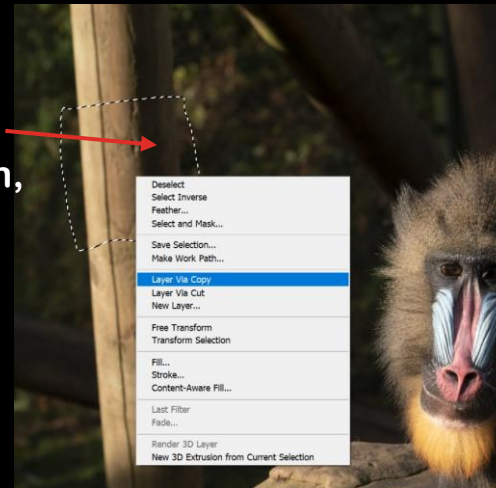 n,
Deselect
Select Inverse
Feather...
Select and Mask...
Save Selection...
Make Work Path...
Layer Via Copy
Layer Via Cut
New Layer...
Free Transform
Transform Selection
Fill...
Stroke...
Content-Aware Fill...
Last Filter
Fade...
Render 3D Layer
New 3D Extrusion from Current Selection